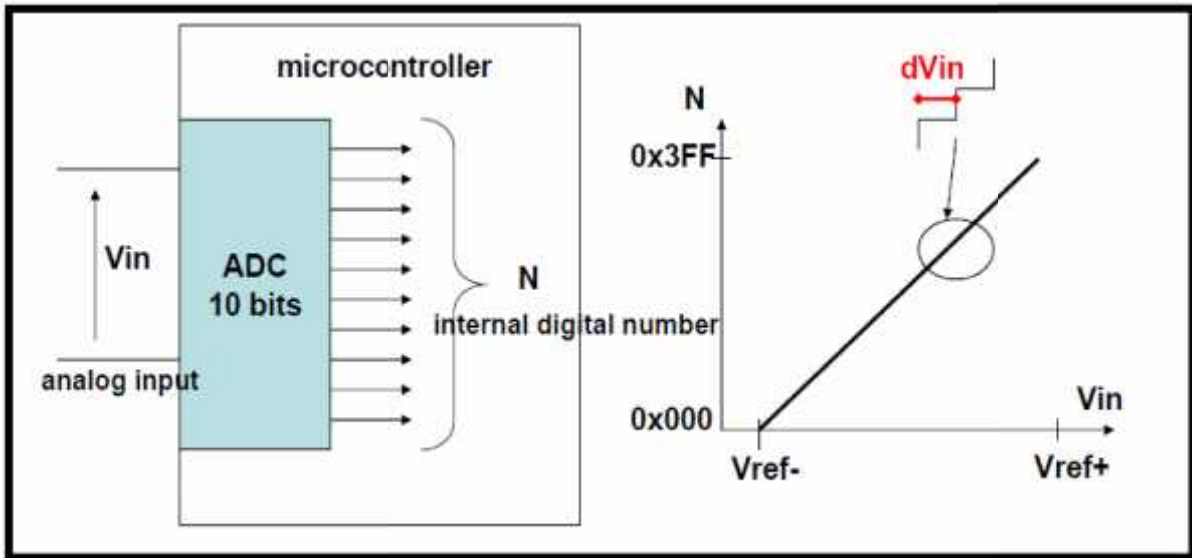 microcontroller
Vin
analog input
ADC
10 bits
N
internal digital number
dVin
N
0x3FF
0x000
Vin
Vref-
Vref+